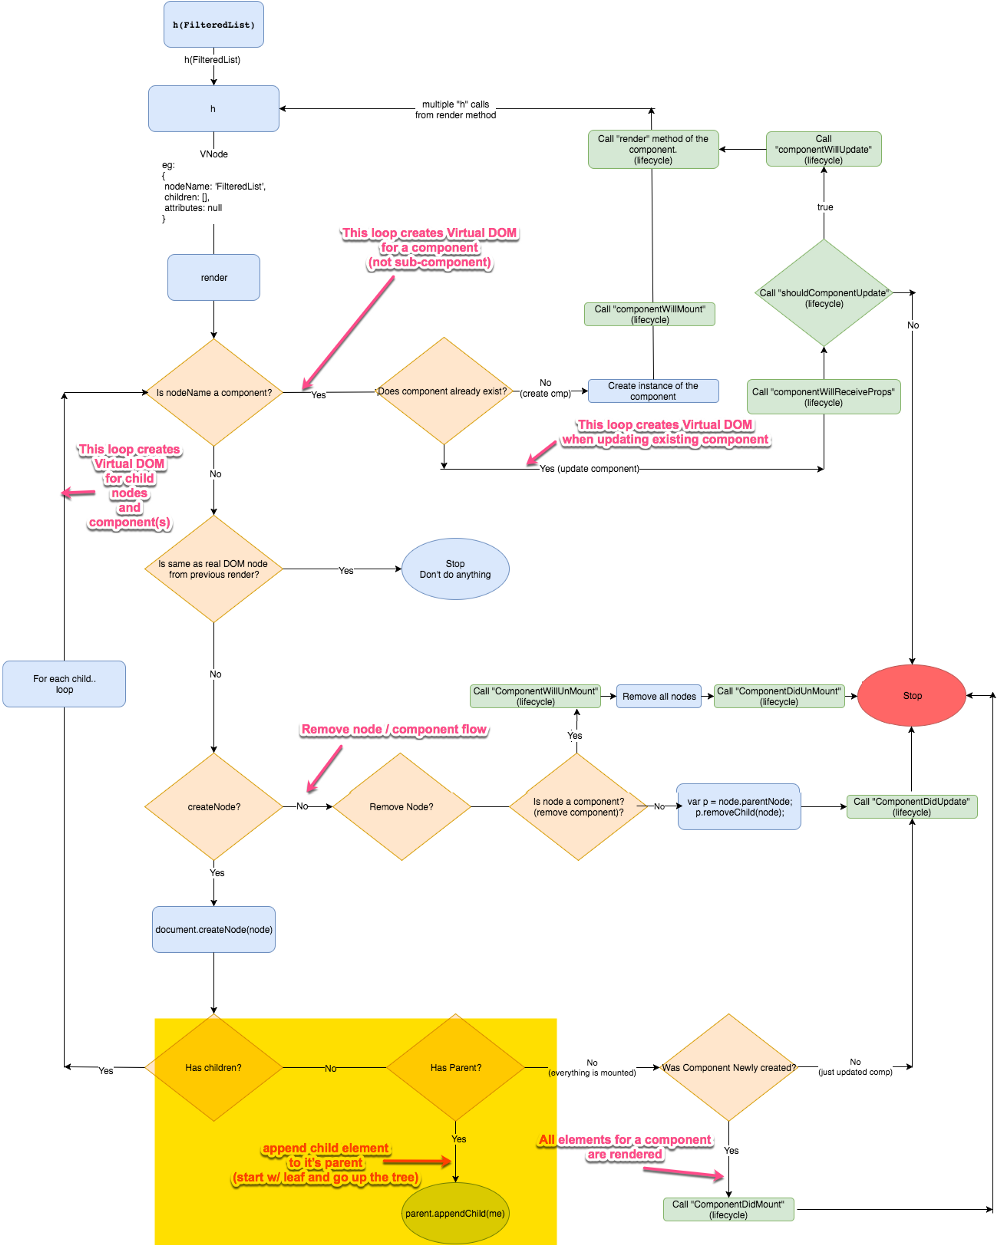 h(FilteredList)
h(FilteredList)
h
multiple "h" calls
from render method
Call "render" method of the
component.
(lifecycle)
Call
"componentWillUpdate"
(lifecycle)
VNode
eg:
{
nodeName: 'FilteredList',
children: [],
attributes: null
}
true
This loop creates Virtual DOM
for a component
(not sub-component)
render
Call "shouldComponentUpdate"
(lifecycle)
No
Call "componentWillMount"
(lifecycle)
Is nodeName a component?
Yes
Does component already exist?
No
(create cmp)
Create instance of the
component
Call "componentWillReceiveProps"
(lifecycle)
This loop creates Virtual DOM
when updating existing component
Yes (update component)
This loop creates
Virtual DOM
for child
nodes
and
component(s)
No
Is same as real DOM node
from previous render?
Yes
Stop
Don't do anything
No
For each child..
loop
Call "ComponentWillUnMount"
(lifecycle)
Remove all nodes
Call "ComponentDidUnMount"
(lifecycle)
Stop
Remove node / component flow
Yes
createNode?
No
Remove Node?
Is node a component?
(remove component)?
No
var p = node.parentNode;
p.removeChild(node);
Call "ComponentDidUpdate"
(lifecycle)
Yes
document.createNode(node)
Yes
Has children?
No
Has Parent?
No
(everything is mounted)
Was Component Newly created?
No
(just updated comp)
Yes
append child element
to it's parent
(start w/ leaf and go up the tree)
All elements for a component
are rendered
Yes
parent.appendChild(me)
Call "ComponentDidMount"
(lifecycle)